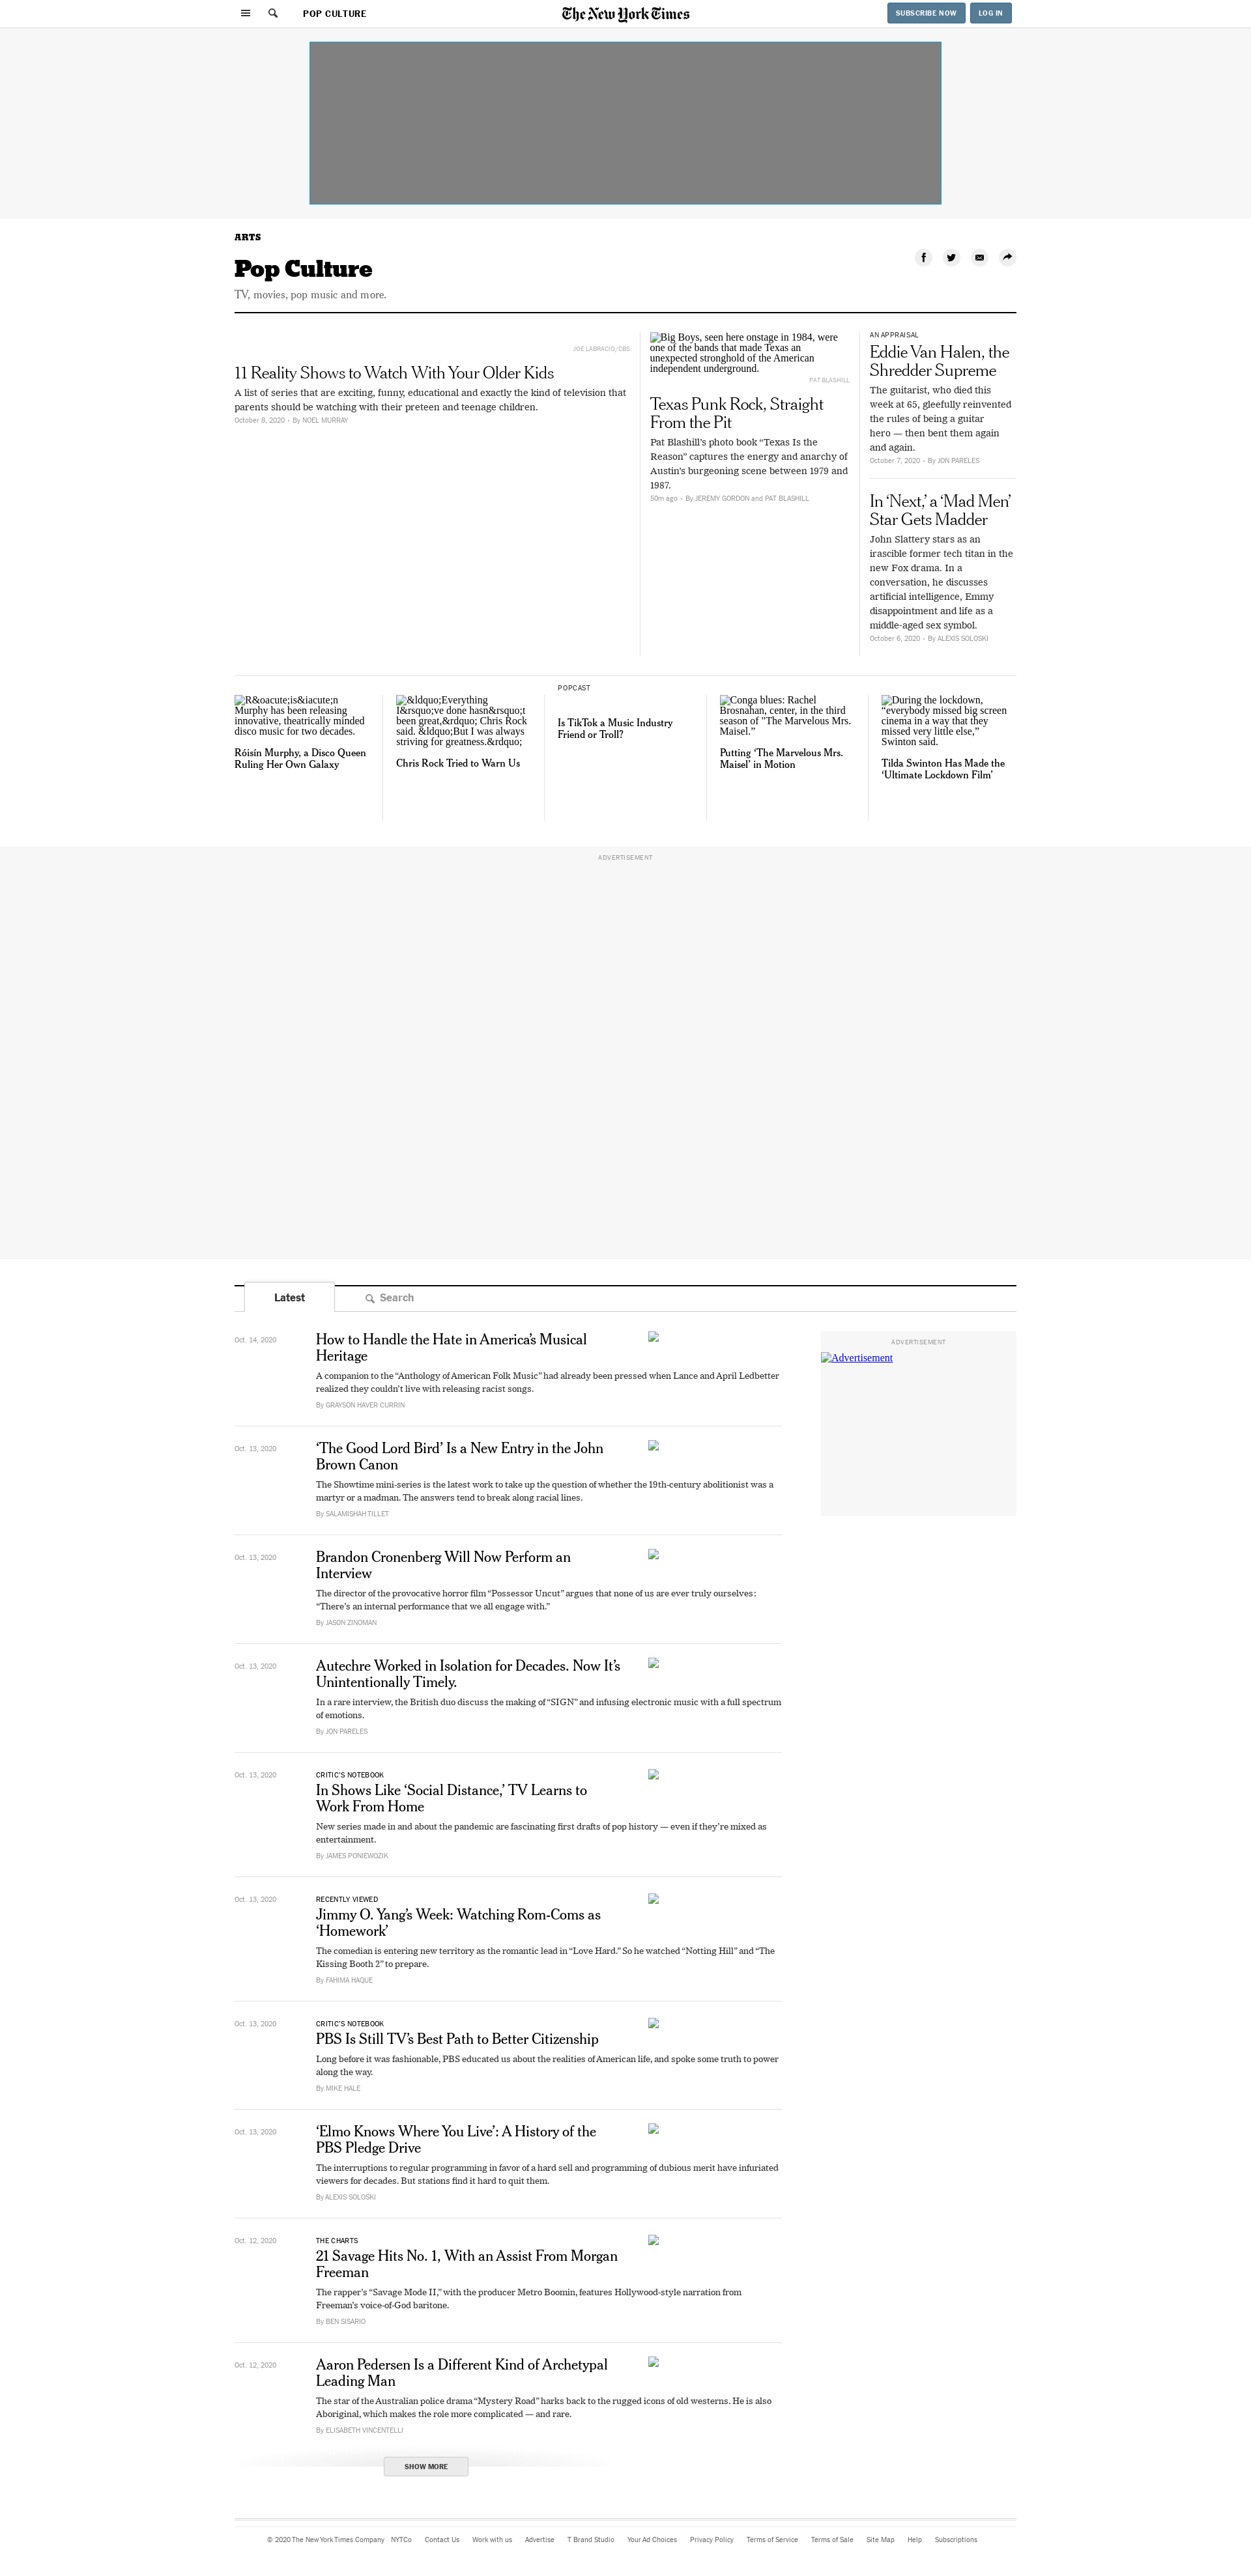 POP CULTURE
The New York Times
SUBSCRIBE NOW
LOG IN
ARTS
Pop Culture
TV, movies, pop music and more.
JOE LABRACIO/CBS
11 Reality Shows to Watch With Your Older Kids
A list of series that are exciting, funny, educational and exactly the kind of television that
parents should be watching with their preteen and teenage children.
October 8, 2020 • By NOEL MURRAY
Big Boys, seen here onstage in 1984, were
one of the bands that made Texas an
unexpected stronghold of the American
independent underground.
PAT BLASHILL
Texas Punk Rock, Straight
From the Pit
Pat Blashill’s photo book “Texas Is the
Reason” captures the energy and anarchy of
Austin’s burgeoning scene between 1979 and
1987.
50m ago • By JEREMY GORDON and PAT BLASHILL
AN APPRAISAL
Eddie Van Halen, the
Shredder Supreme
The guitarist, who died this
week at 65, gleefully reinvented
the rules of being a guitar
hero — then bent them again
and again.
October 7, 2020 • By JON PARELES
In ‘Next,’ a ‘Mad Men’
Star Gets Madder
John Slattery stars as an
irascible former tech titan in the
new Fox drama. In a
conversation, he discusses
artificial intelligence, Emmy
disappointment and life as a
middle-aged sex symbol.
October 6, 2020 • By ALEXIS SOLOSKI
R&oacute;is&iacute;n
Murphy has been releasing
innovative, theatrically minded
disco music for two decades.
Róisín Murphy, a Disco Queen
Ruling Her Own Galaxy
&ldquo;Everything
I&rsquo;ve done hasn&rsquo;t
been great,&rdquo; Chris Rock
said. &ldquo;But I was always
striving for greatness.&rdquo;
Chris Rock Tried to Warn Us
POPCAST
Is TikTok a Music Industry
Friend or Troll?
Conga blues: Rachel
Brosnahan, center, in the third
season of "The Marvelous Mrs.
Maisel.”
Putting ‘The Marvelous Mrs.
Maisel’ in Motion
During the lockdown,
“everybody missed big screen
cinema in a way that they
missed very little else,”
Swinton said.
Tilda Swinton Has Made the
‘Ultimate Lockdown Film’
ADVERTISEMENT
Latest
Search
Oct. 14, 2020
How to Handle the Hate in America’s Musical
Heritage
A companion to the “Anthology of American Folk Music” had already been pressed when Lance and April Ledbetter
realized they couldn’t live with releasing racist songs.
By GRAYSON HAVER CURRIN
ADVERTISEMENT
Advertisement
Oct. 13, 2020
‘The Good Lord Bird’ Is a New Entry in the John
Brown Canon
The Showtime mini-series is the latest work to take up the question of whether the 19th-century abolitionist was a
martyr or a madman. The answers tend to break along racial lines.
By SALAMISHAH TILLET
Oct. 13, 2020
Brandon Cronenberg Will Now Perform an
Interview
The director of the provocative horror film “Possessor Uncut” argues that none of us are ever truly ourselves:
“There’s an internal performance that we all engage with.”
By JASON ZINOMAN
Oct. 13, 2020
Autechre Worked in Isolation for Decades. Now It’s
Unintentionally Timely.
In a rare interview, the British duo discuss the making of “SIGN” and infusing electronic music with a full spectrum
of emotions.
By JON PARELES
Oct. 13, 2020
CRITIC’S NOTEBOOK
In Shows Like ‘Social Distance,’ TV Learns to
Work From Home
New series made in and about the pandemic are fascinating first drafts of pop history — even if they’re mixed as
entertainment.
By JAMES PONIEWOZIK
Oct. 13, 2020
RECENTLY VIEWED
Jimmy O. Yang’s Week: Watching Rom-Coms as
‘Homework’
The comedian is entering new territory as the romantic lead in “Love Hard.” So he watched “Notting Hill” and “The
Kissing Booth 2” to prepare.
By FAHIMA HAQUE
Oct. 13, 2020
CRITIC’S NOTEBOOK
PBS Is Still TV’s Best Path to Better Citizenship
Long before it was fashionable, PBS educated us about the realities of American life, and spoke some truth to power
along the way.
By MIKE HALE
Oct. 13, 2020
‘Elmo Knows Where You Live’: A History of the
PBS Pledge Drive
The interruptions to regular programming in favor of a hard sell and programming of dubious merit have infuriated
viewers for decades. But stations find it hard to quit them.
By ALEXIS SOLOSKI
Oct. 12, 2020
THE CHARTS
21 Savage Hits No. 1, With an Assist From Morgan
Freeman
The rapper’s “Savage Mode II,” with the producer Metro Boomin, features Hollywood-style narration from
Freeman’s voice-of-God baritone.
By BEN SISARIO
Oct. 12, 2020
Aaron Pedersen Is a Different Kind of Archetypal
Leading Man
The star of the Australian police drama “Mystery Road” harks back to the rugged icons of old westerns. He is also
Aboriginal, which makes the role more complicated — and rare.
By ELISABETH VINCENTELLI
SHOW MORE
© 2020 The New York Times Company NYTCo Contact Us Work with us Advertise T Brand Studio Your Ad Choices Privacy Policy Terms of Service Terms of Sale Site Map Help Subscriptions